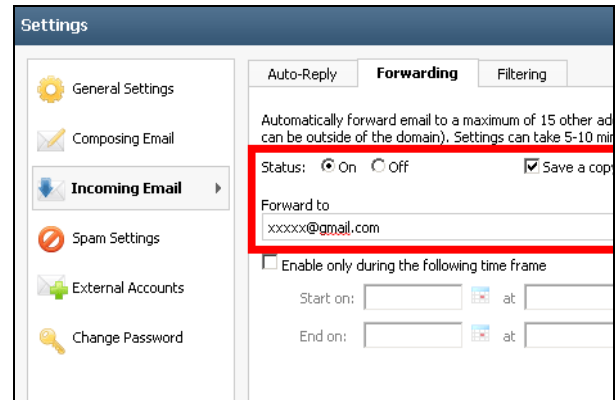 Settings
General Settings
Composing Email
Incoming Email
Spam Settings
External Accounts
Change Password
Auto-Reply
Forwarding
Filtering
Automatically forward email to a maximum of 15 other
can be outside of the domain). Settings can take 5-10
Status: On Off Save a copy
Forward to
xxxxx@gmail.com
Enable only during the following time frame
Start on: at
End on: at